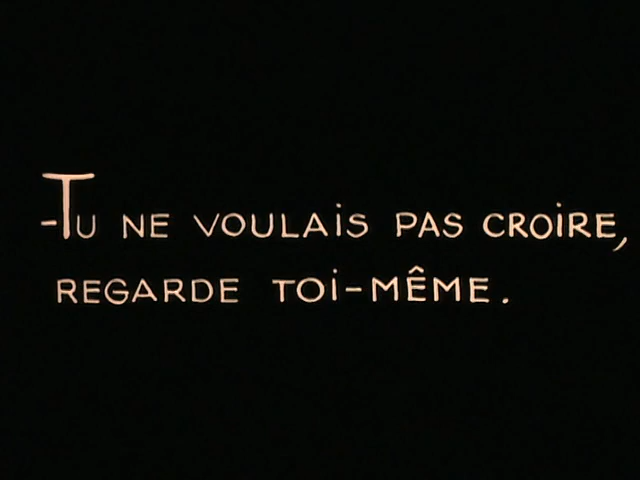 -Tu NE VOULAiS PAS CROiRE,
REGARDE TOi-MÊME.